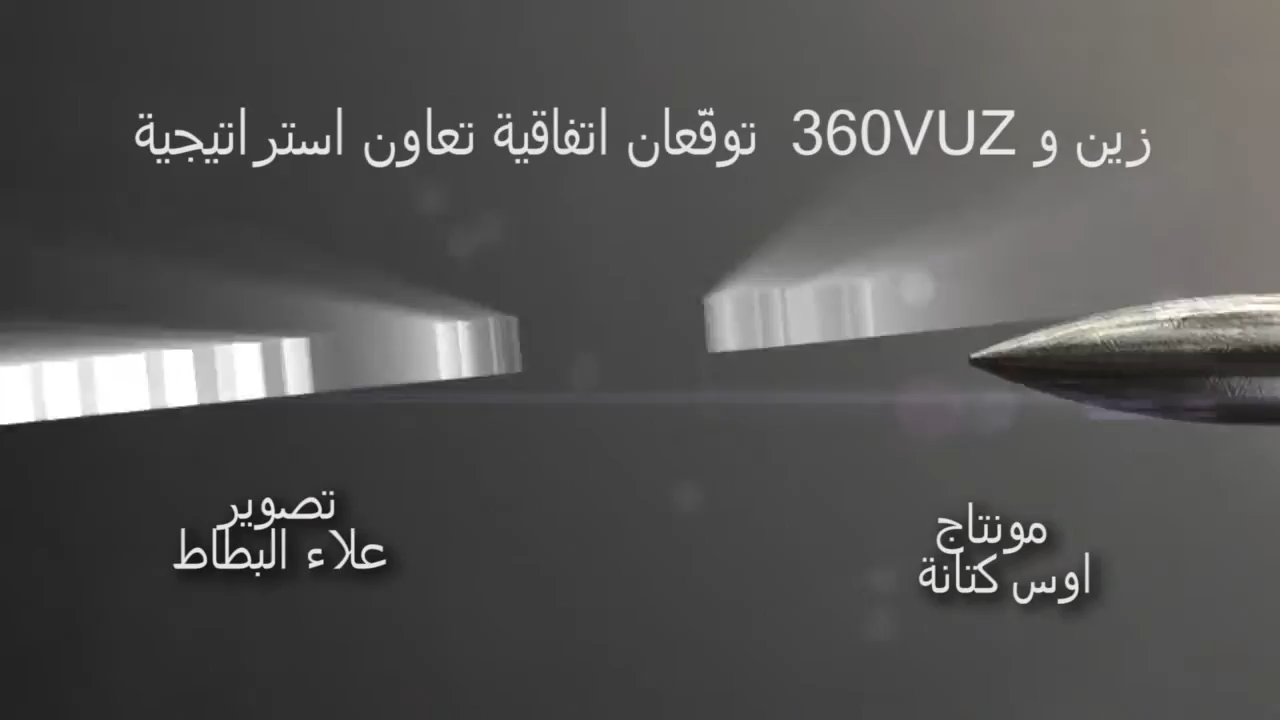 زين و 360VUZ توقّعان اتفاقية تعاون استراتيجية
مونتاج
اوس كتانة
تصوير
علاء البطاط